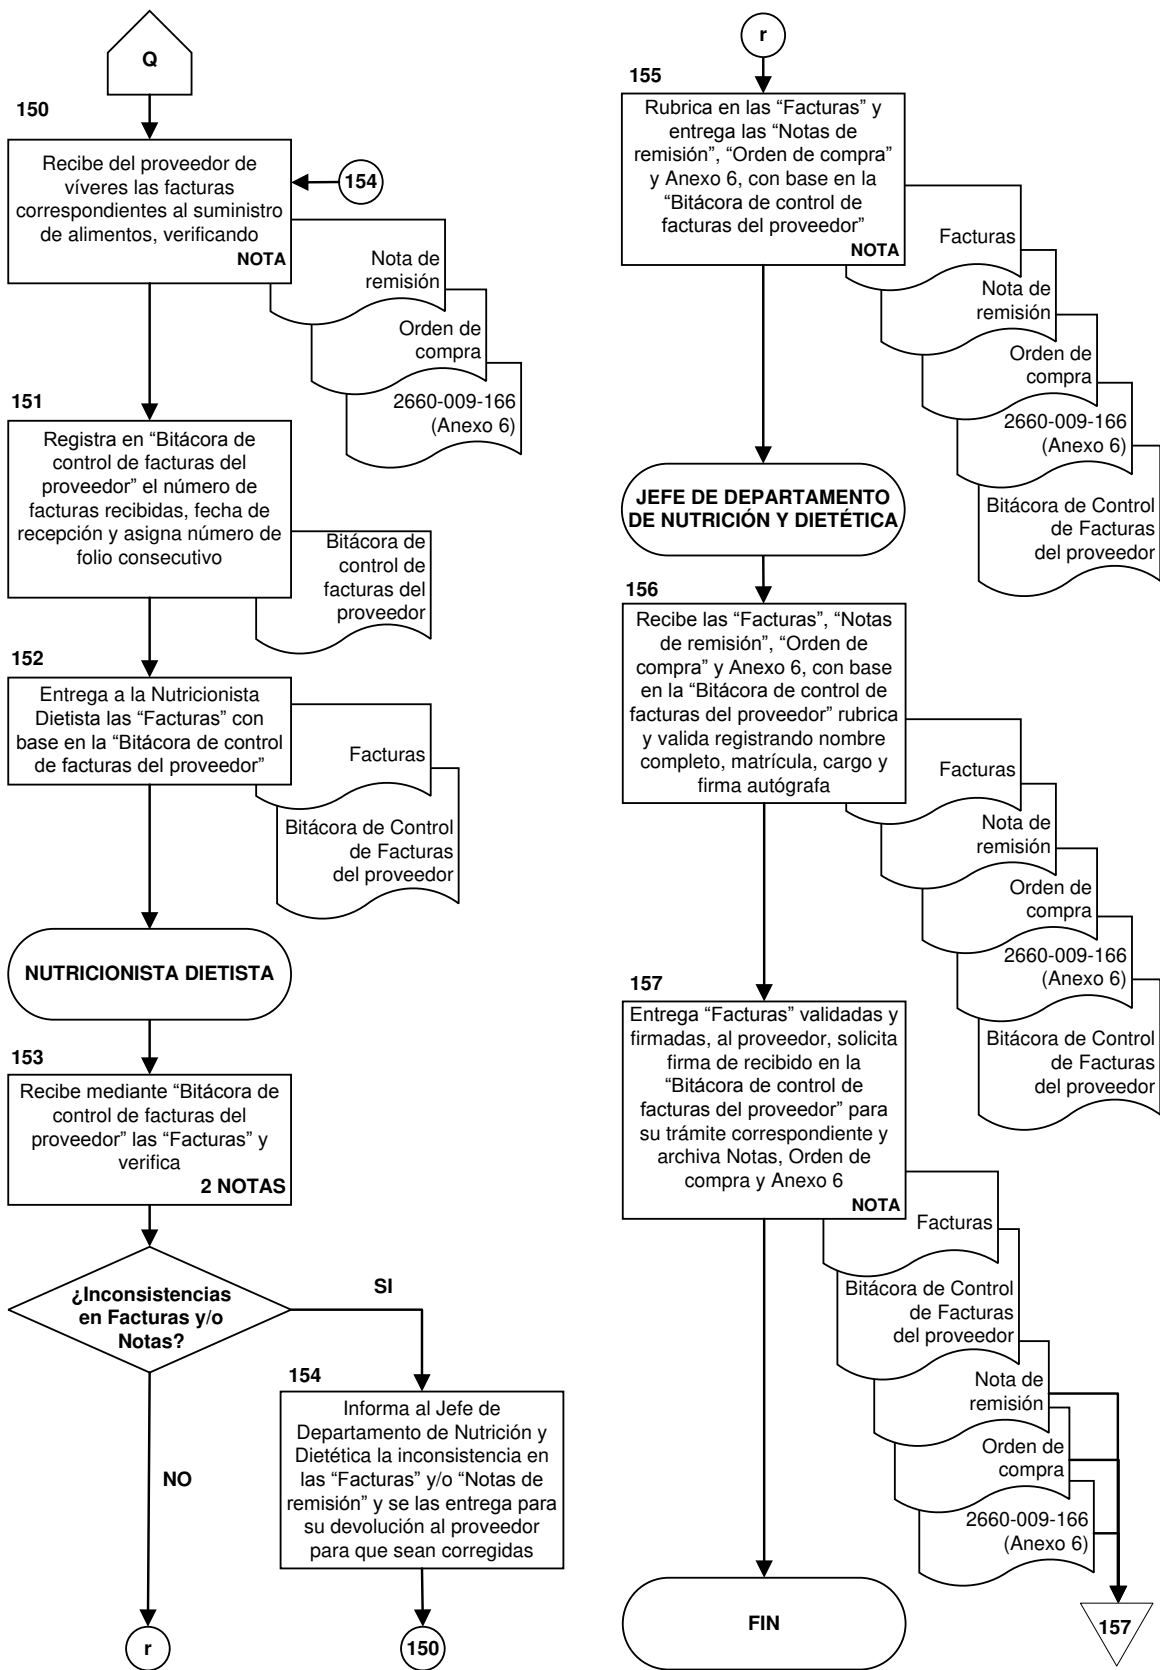 Q
150
Recibe del proveedor de
víveres las facturas
correspondientes al suministro
de alimentos, verificando
NOTA
154
Nota de
remisión
Orden de
compra
2660-009-166
(Anexo 6)
151
Registra en “Bitácora de
control de facturas del
proveedor” el número de
facturas recibidas, fecha de
recepción y asigna número de
folio consecutivo
Bitácora de
control de
facturas del
proveedor
152
Entrega a la Nutricionista
Dietista las “Facturas” con
base en la “Bitácora de control
de facturas del proveedor”
Facturas
Bitácora de Control
de Facturas
del proveedor
NUTRICIONISTA DIETISTA
153
Recibe mediante “Bitácora de
control de facturas del
proveedor” las “Facturas” y
verifica
2 NOTAS
¿Inconsistencias
en Facturas y/o
Notas?
SI
NO
154
Informa al Jefe de
Departamento de Nutrición y
Dietética la inconsistencia en
las “Facturas” y/o “Notas de
remisión” y se las entrega para
su devolución al proveedor
para que sean corregidas
r
150
r
155
Rubrica en las “Facturas” y
entrega las “Notas de
remisión”, “Orden de compra”
y Anexo 6, con base en la
“Bitácora de control de
facturas del proveedor”
NOTA
Facturas
Nota de
remisión
Orden de
compra
2660-009-166
(Anexo 6)
Bitácora de Control
de Facturas
del proveedor
JEFE DE DEPARTAMENTO
DE NUTRICIÓN Y DIETÉTICA
156
Recibe las “Facturas”, “Notas
de remisión”, “Orden de
compra” y Anexo 6, con base
en la “Bitácora de control de
facturas del proveedor” rubrica
y valida registrando nombre
completo, matrícula, cargo y
firma autógrafa
Facturas
Nota de
remisión
Orden de
compra
2660-009-166
(Anexo 6)
Bitácora de Control
de Facturas
del proveedor
157
Entrega “Facturas” validadas y
firmadas, al proveedor, solicita
firma de recibido en la
“Bitácora de control de
facturas del proveedor” para
su trámite correspondiente y
archiva Notas, Orden de
compra y Anexo 6
NOTA
Facturas
Bitácora de Control
de Facturas
del proveedor
Nota de
remisión
Orden de
compra
2660-009-166
(Anexo 6)
FIN
157